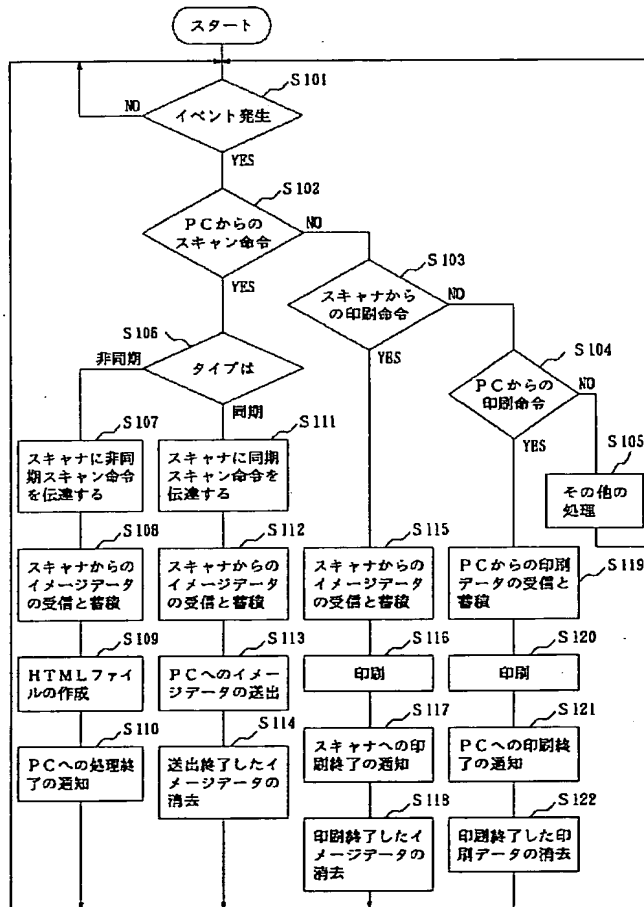 スタート
S101
イベント発生
NO
YES
S102
PCからの
スキャン命令
NO
YES
S103
スキャナから
の印刷命令
NO
YES
S104
PCからの
印刷命令
NO
YES
S105
その他の
処理
S106
タイプは
非同期
同期
S107
スキャナに非同
期スキャン命令
を伝達する
S108
スキャナからの
イメージデータ
の受信と蓄積
S109
HTMLファイ
ルの作成
S110
PCへの処理終
了の通知
S111
スキャナに同期
スキャン命令を
伝達する
S112
スキャナからの
イメージデータ
の受信と蓄積
S113
PCへのイメー
ジデータの送出
S114
送出終了したイ
メージデータの
消去
S115
スキャナからの
イメージデータ
の受信と蓄積
S116
印刷
S117
スキャナへの印
刷終了の通知
S118
印刷終了したイ
メージデータの
消去
PCからの印刷
データの受信と
蓄積
S119
S120
印刷
S121
PCへの印刷終
了の通知
S122
印刷終了した印
刷データの消去